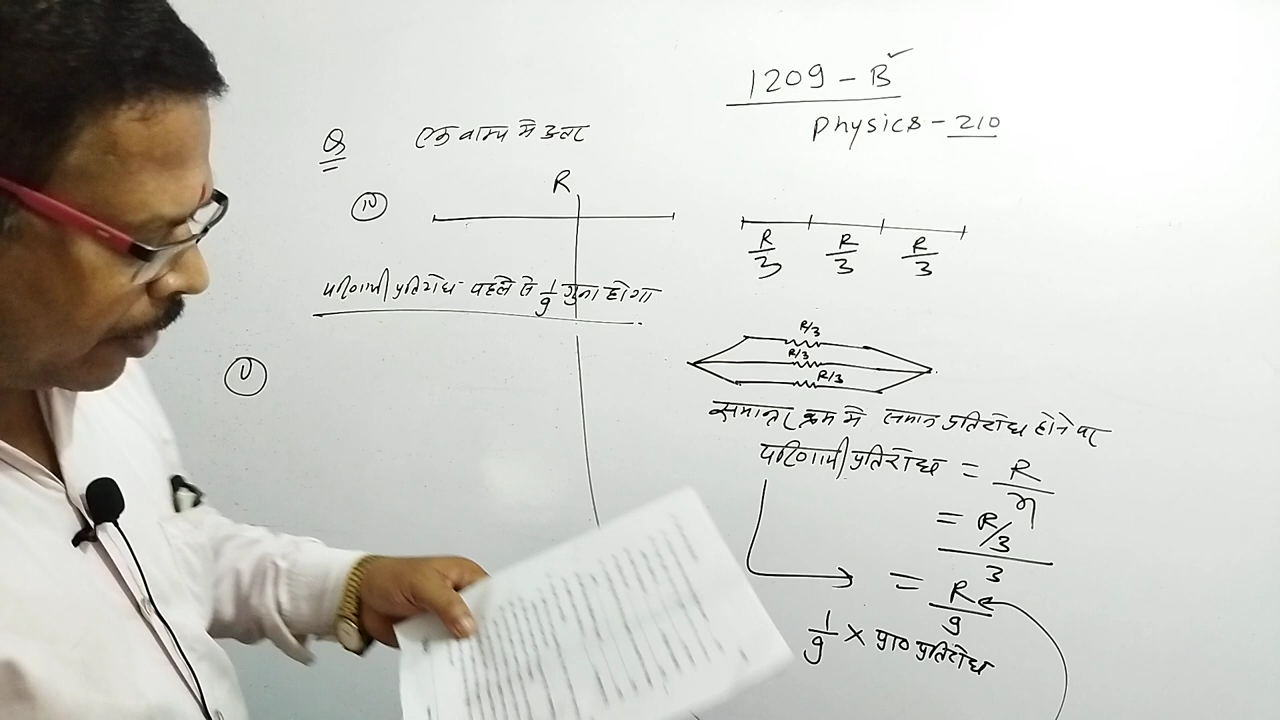 1209 - B
Physics - 210
Q एक वाक्य में उत्तर
R
(IV)
परिणामी प्रतिरोध पहले से 1/9 गुना होगा
(V)
R/3 R/3 R/3
R/3
R/3
R/3
समान्तर क्रम में समान प्रतिरोध होने पर
परिणामी प्रतिरोध = R/n
= R/3/3
= R/9
1/9 × प्रा० प्रतिरोध